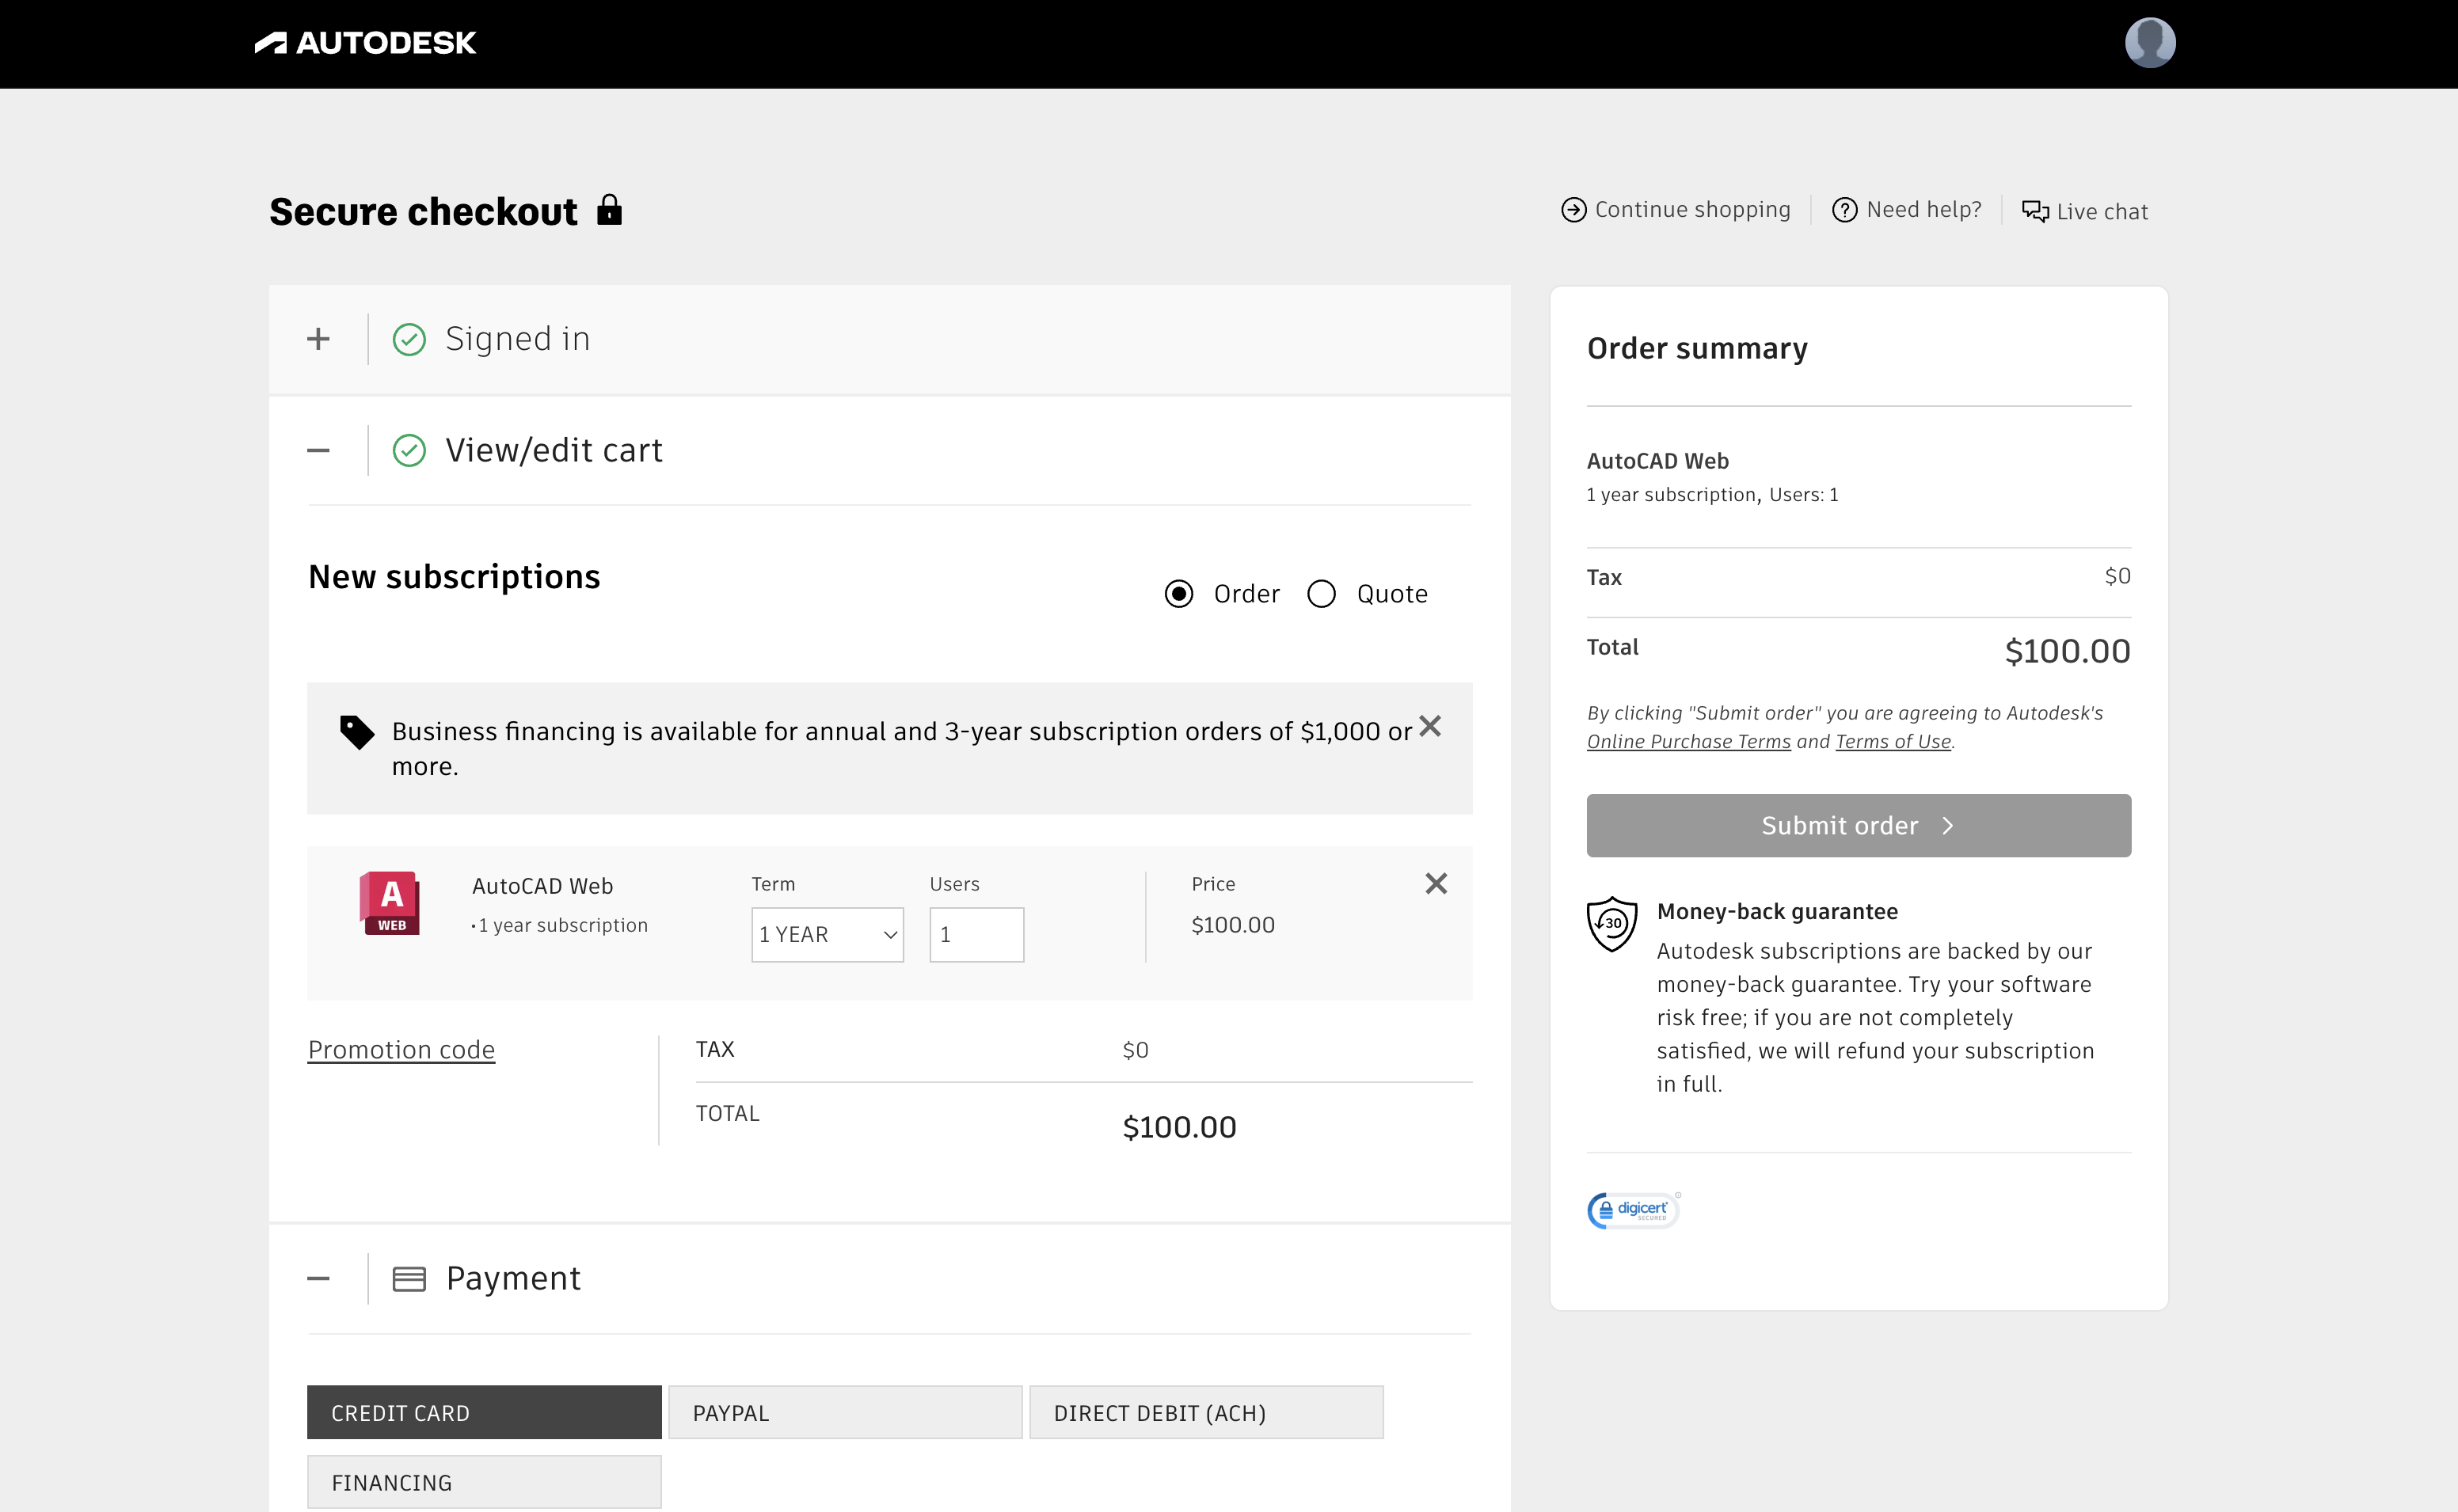 AUTODESK
Secure checkout
Continue shopping
Need help?
Live chat
Signed in
View/edit cart
New subscriptions
Order
Quote
Business financing is available for annual and 3-year subscription orders of $1,000 or
more.
A
WEB
AutoCAD Web
•1 year subscription
Term
1 YEAR
Users
1
Price
$100.00
Promotion code
TAX
$0
TOTAL
$100.00
Payment
CREDIT CARD
PAYPAL
DIRECT DEBIT (ACH)
FINANCING
Order summary
AutoCAD Web
1 year subscription, Users: 1
Tax
$0
Total
$100.00
By clicking "Submit order" you are agreeing to Autodesk's
Online Purchase Terms and Terms of Use.
Submit order
30
Money-back guarantee
Autodesk subscriptions are backed by our
money-back guarantee. Try your software
risk free; if you are not completely
satisfied, we will refund your subscription
in full.
digicert
SECURED